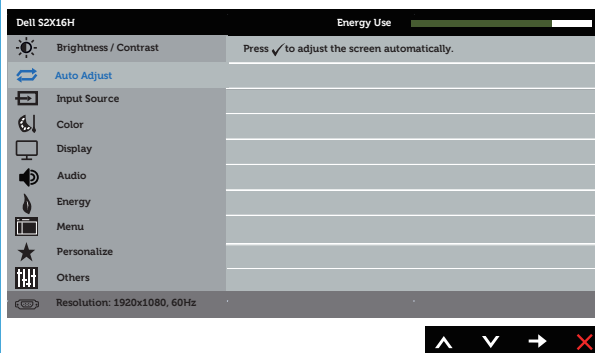 Dell S2X16H Energy Use
Brightness / Contrast Press ✓ to adjust the screen automatically.
Auto Adjust
Input Source
Color
Display
Audio
Energy
Menu
Personalize
Others
Resolution: 1920x1080, 60Hz